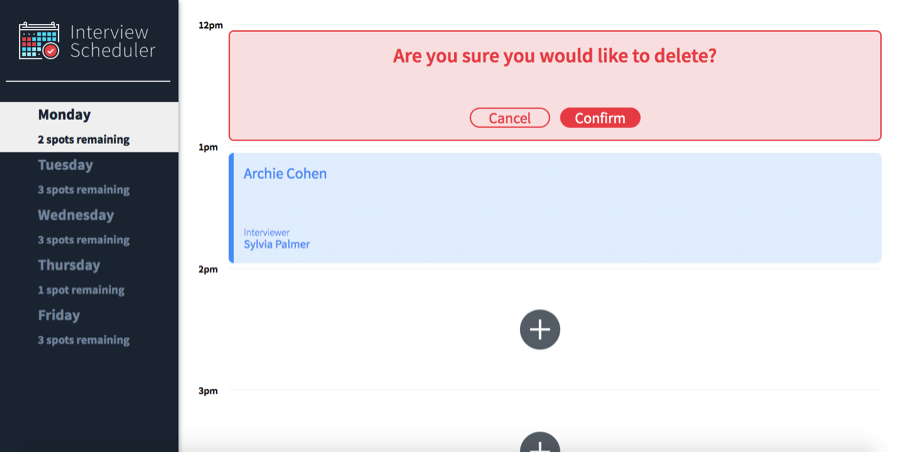 Interview
Scheduler
Monday
2 spots remaining
Tuesday
3 spots remaining
Wednesday
3 spots remaining
Thursday
1 spot remaining
Friday
3 spots remaining
12pm
Are you sure you would like to delete?
Cancel Confirm
1pm
Archie Cohen
Interviewer
Sylvia Palmer
2pm
3pm